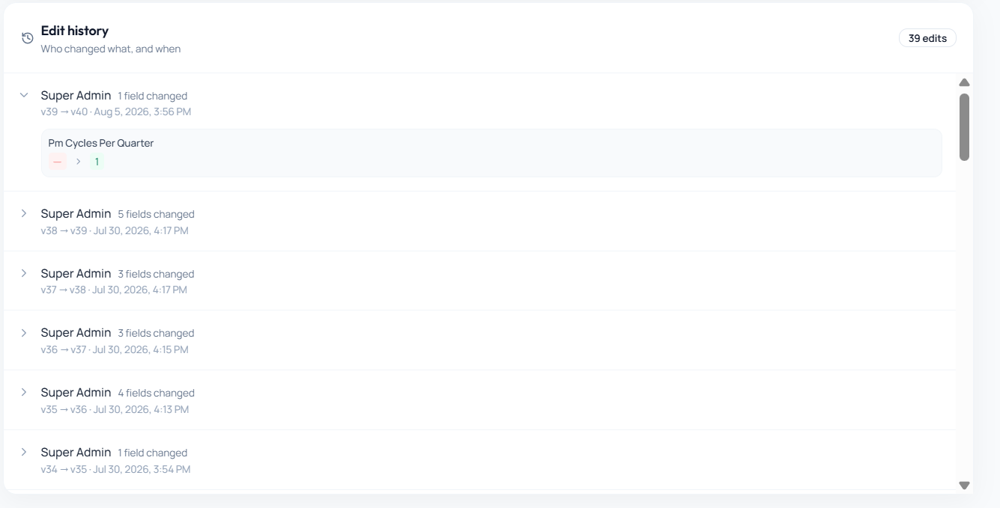 Edit history
Who changed what, and when
39 edits
Super Admin 1 field changed
v39 → v40 · Aug 5, 2026, 3:56 PM
Pm Cycles Per Quarter
— > 1
Super Admin 5 fields changed
v38 → v39 · Jul 30, 2026, 4:17 PM
Super Admin 3 fields changed
v37 → v38 · Jul 30, 2026, 4:17 PM
Super Admin 3 fields changed
v36 → v37 · Jul 30, 2026, 4:15 PM
Super Admin 4 fields changed
v35 → v36 · Jul 30, 2026, 4:13 PM
Super Admin 1 field changed
v34 → v35 · Jul 30, 2026, 3:54 PM